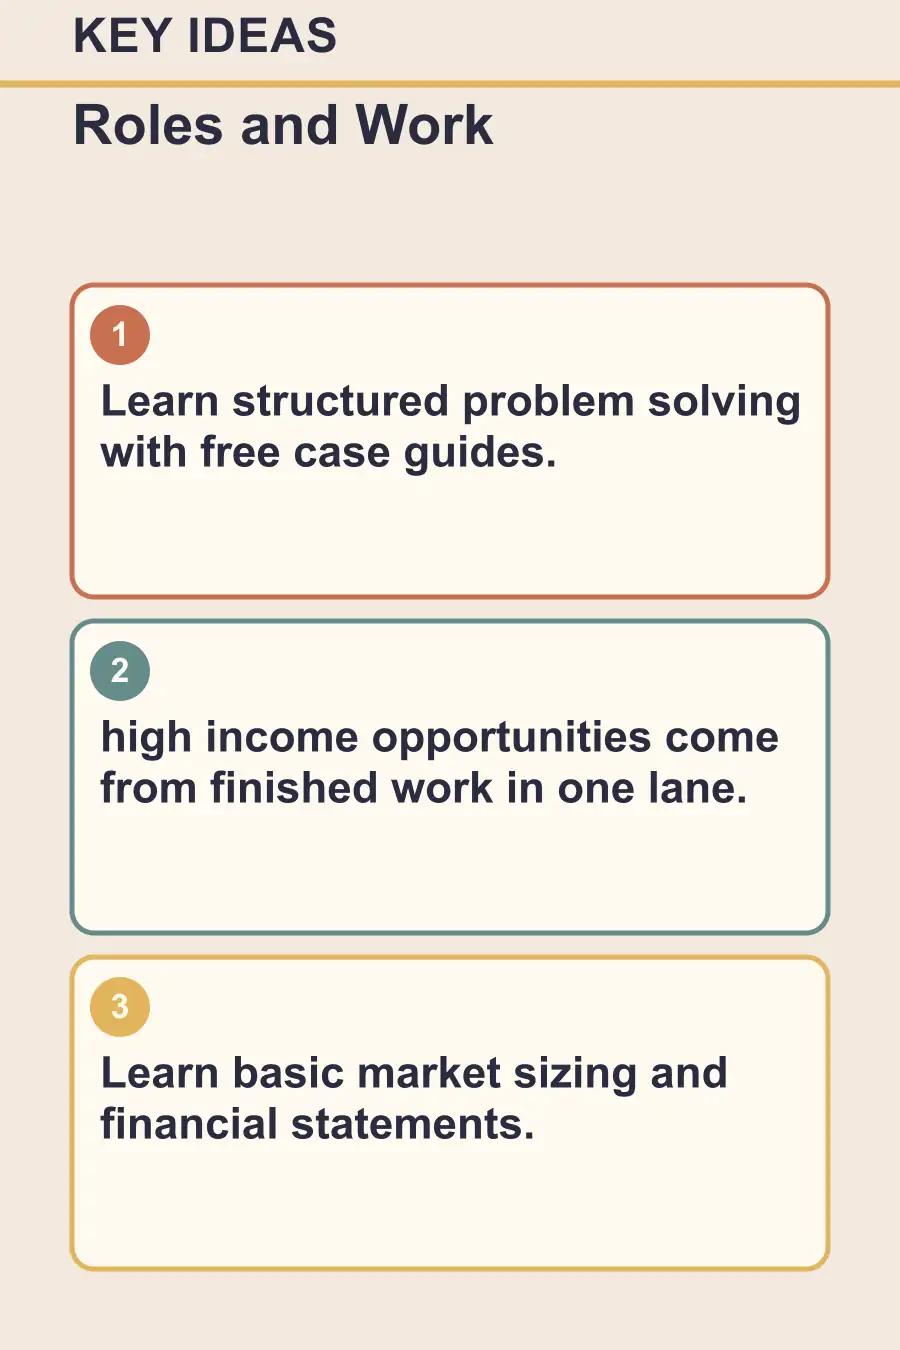 KEY IDEAS
Roles and Work
1
Learn structured problem solving
with free case guides.
2
high income opportunities come
from finished work in one lane.
3
Learn basic market sizing and
financial statements.